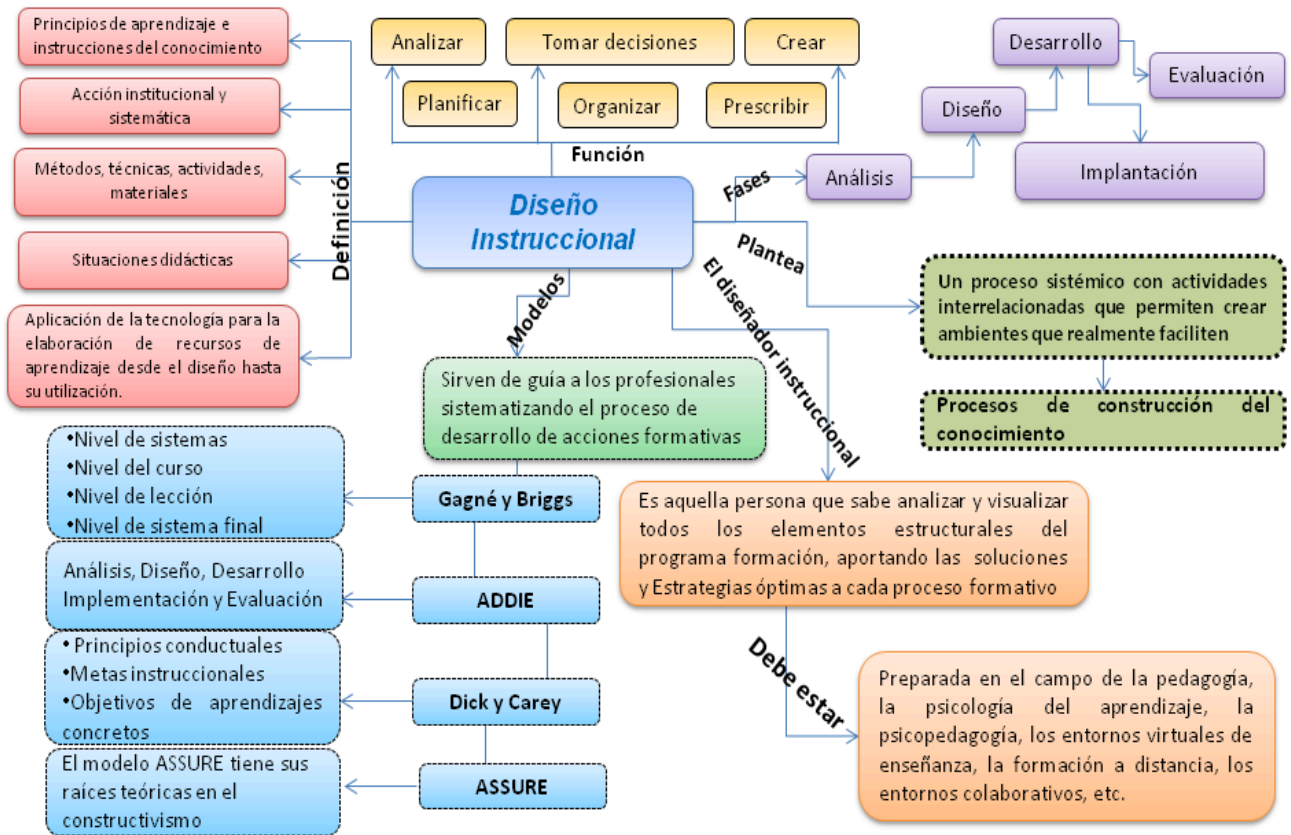 Principios de aprendizaje e
instrucciones del conocimiento
Acción institucional y
sistemática
Métodos, técnicas, actividades,
materiales
Situaciones didácticas
Aplicación de la tecnología para la
elaboración de recursos de
aprendizaje desde el diseño hasta
su utilización.
Definición
Analizar
Tomar decisiones
Crear
Planificar
Organizar
Prescribir
Función
Diseño
Instruccional
Fases
Análisis
Diseño
Desarrollo
Evaluación
Implantación
Plantea
Un proceso sistémico con actividades
interrelacionadas que permiten crear
ambientes que realmente faciliten
Procesos de construcción del
conocimiento
Modelos
Sirven de guía a los profesionales
sistematizando el proceso de
desarrollo de acciones formativas
Gagné y Briggs
•Nivel de sistemas
•Nivel del curso
•Nivel de lección
•Nivel de sistema final
ADDIE
Análisis, Diseño, Desarrollo
Implementación y Evaluación
Dick y Carey
• Principios conductuales
•Metas instruccionales
•Objetivos de aprendizajes
concretos
ASSURE
El modelo ASSURE tiene sus
raíces teóricas en el
constructivismo
El diseñador instruccional
Es aquella persona que sabe analizar y visualizar
todos los elementos estructurales del
programa formación, aportando las soluciones
y Estrategias óptimas a cada proceso formativo
Debe estar
Preparada en el campo de la pedagogía,
la psicología del aprendizaje, la
psicopedagogía, los entornos virtuales de
enseñanza, la formación a distancia, los
entornos colaborativos, etc.